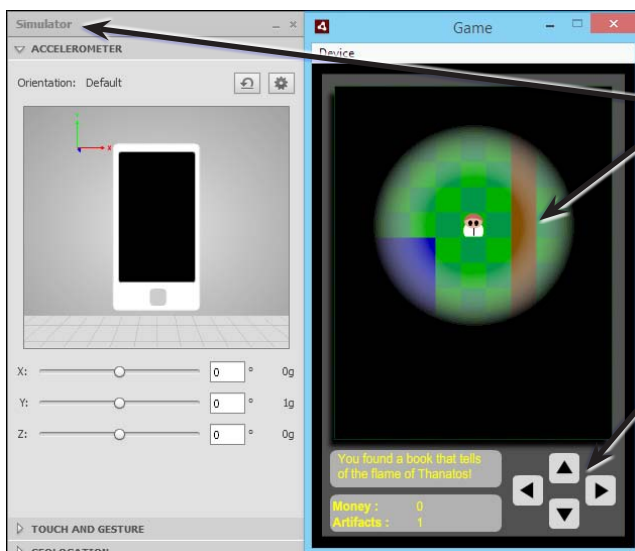 Simulator
ACCELEROMETER
Orientation: Default
Y
X
X: 0 ° 0g
Y: 0 ° 1g
Z: 0 ° 0g
TOUCH AND GESTURE
GEOLOCATION
Game
Device
You found a book that tells
of the flame of Thanatos!
Money : 0
Artifacts : 1